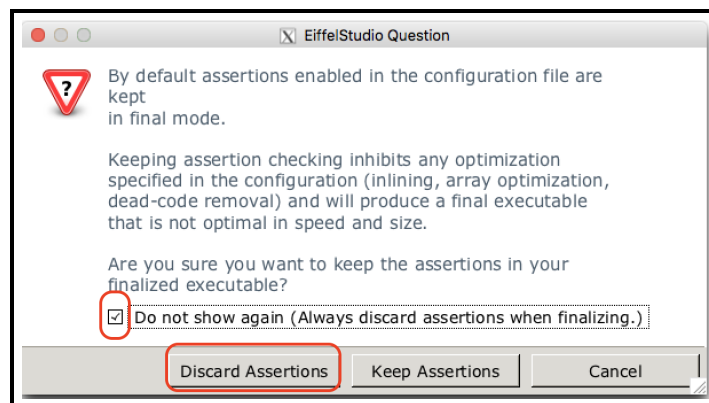 EiffelStudio Question
?
By default assertions enabled in the configuration file are
kept
in final mode.
Keeping assertion checking inhibits any optimization
specified in the configuration (inlining, array optimization,
dead-code removal) and will produce a final executable
that is not optimal in speed and size.
Are you sure you want to keep the assertions in your
finalized executable?
Do not show again (Always discard assertions when finalizing.)
Discard Assertions Keep Assertions Cancel